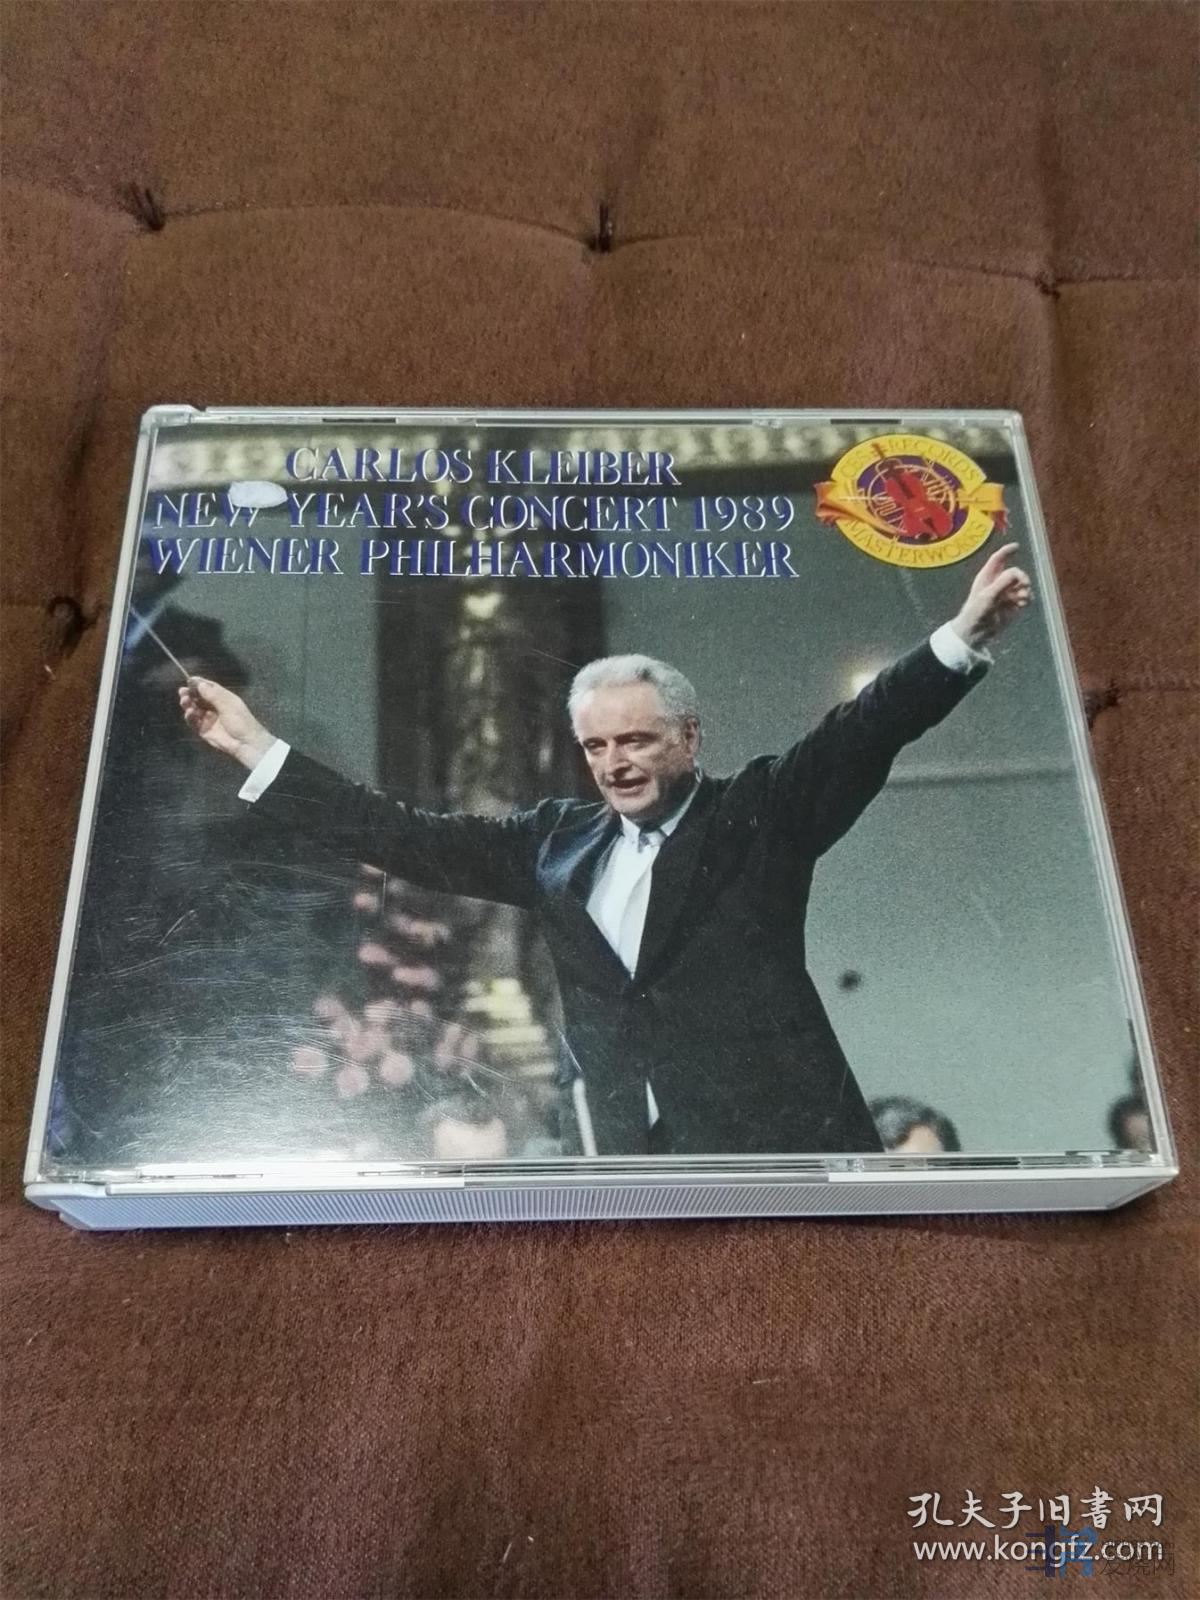 CARLOS KLEIBER
NEW YEAR'S CONCERT 1989
WIENER PHILHARMONIKER
CBS RECORDS
MASTERWORKS
孔夫子旧書网
www.kongfz.com